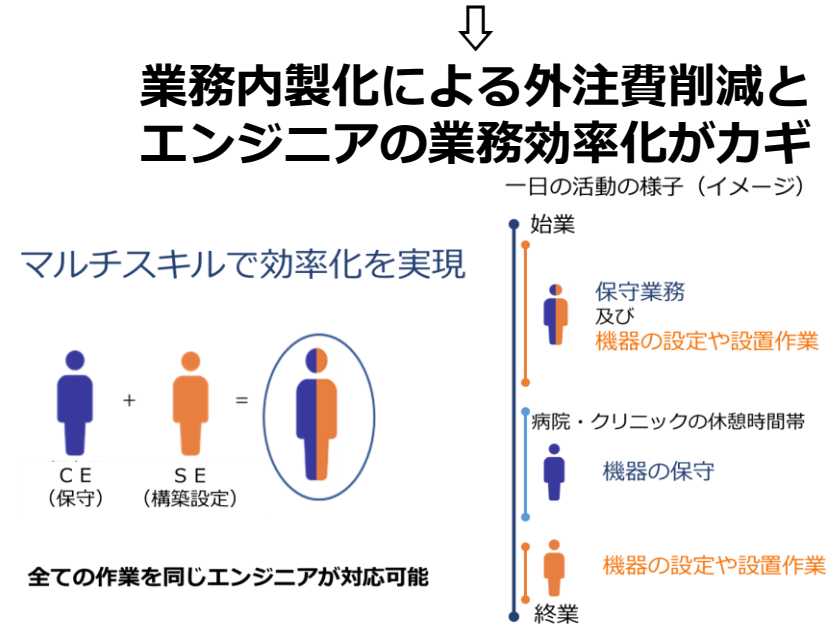 業務内製化による外注費削減と
エンジニアの業務効率化がカギ
マルチスキルで効率化を実現
+
=
ＣＥ
（保守）
ＳＥ
（構築設定）
全ての作業を同じエンジニアが対応可能
一日の活動の様子（イメージ）
始業
保守業務
及び
機器の設定や設置作業
病院・クリニックの休憩時間帯
機器の保守
機器の設定や設置作業
終業